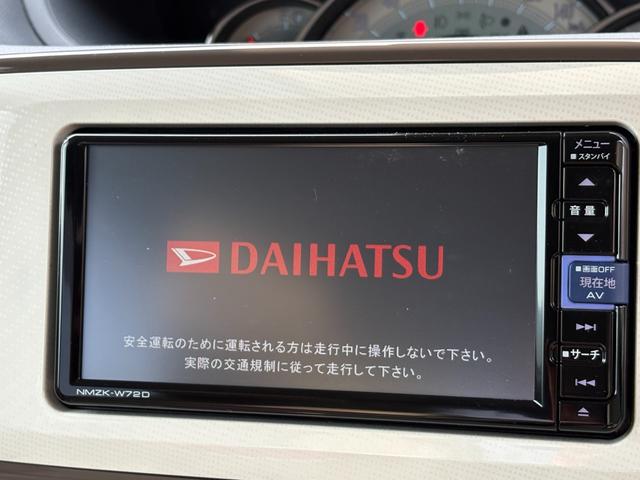 DAIHATSU
安全運転のために運転される方は走行中に操作しないで下さい。
実際の交通規制に従って走行して下さい。
NMZK-W72D
メニュー
■スタンバイ
音量
■画面OFF
現在地
AV
■サーチ